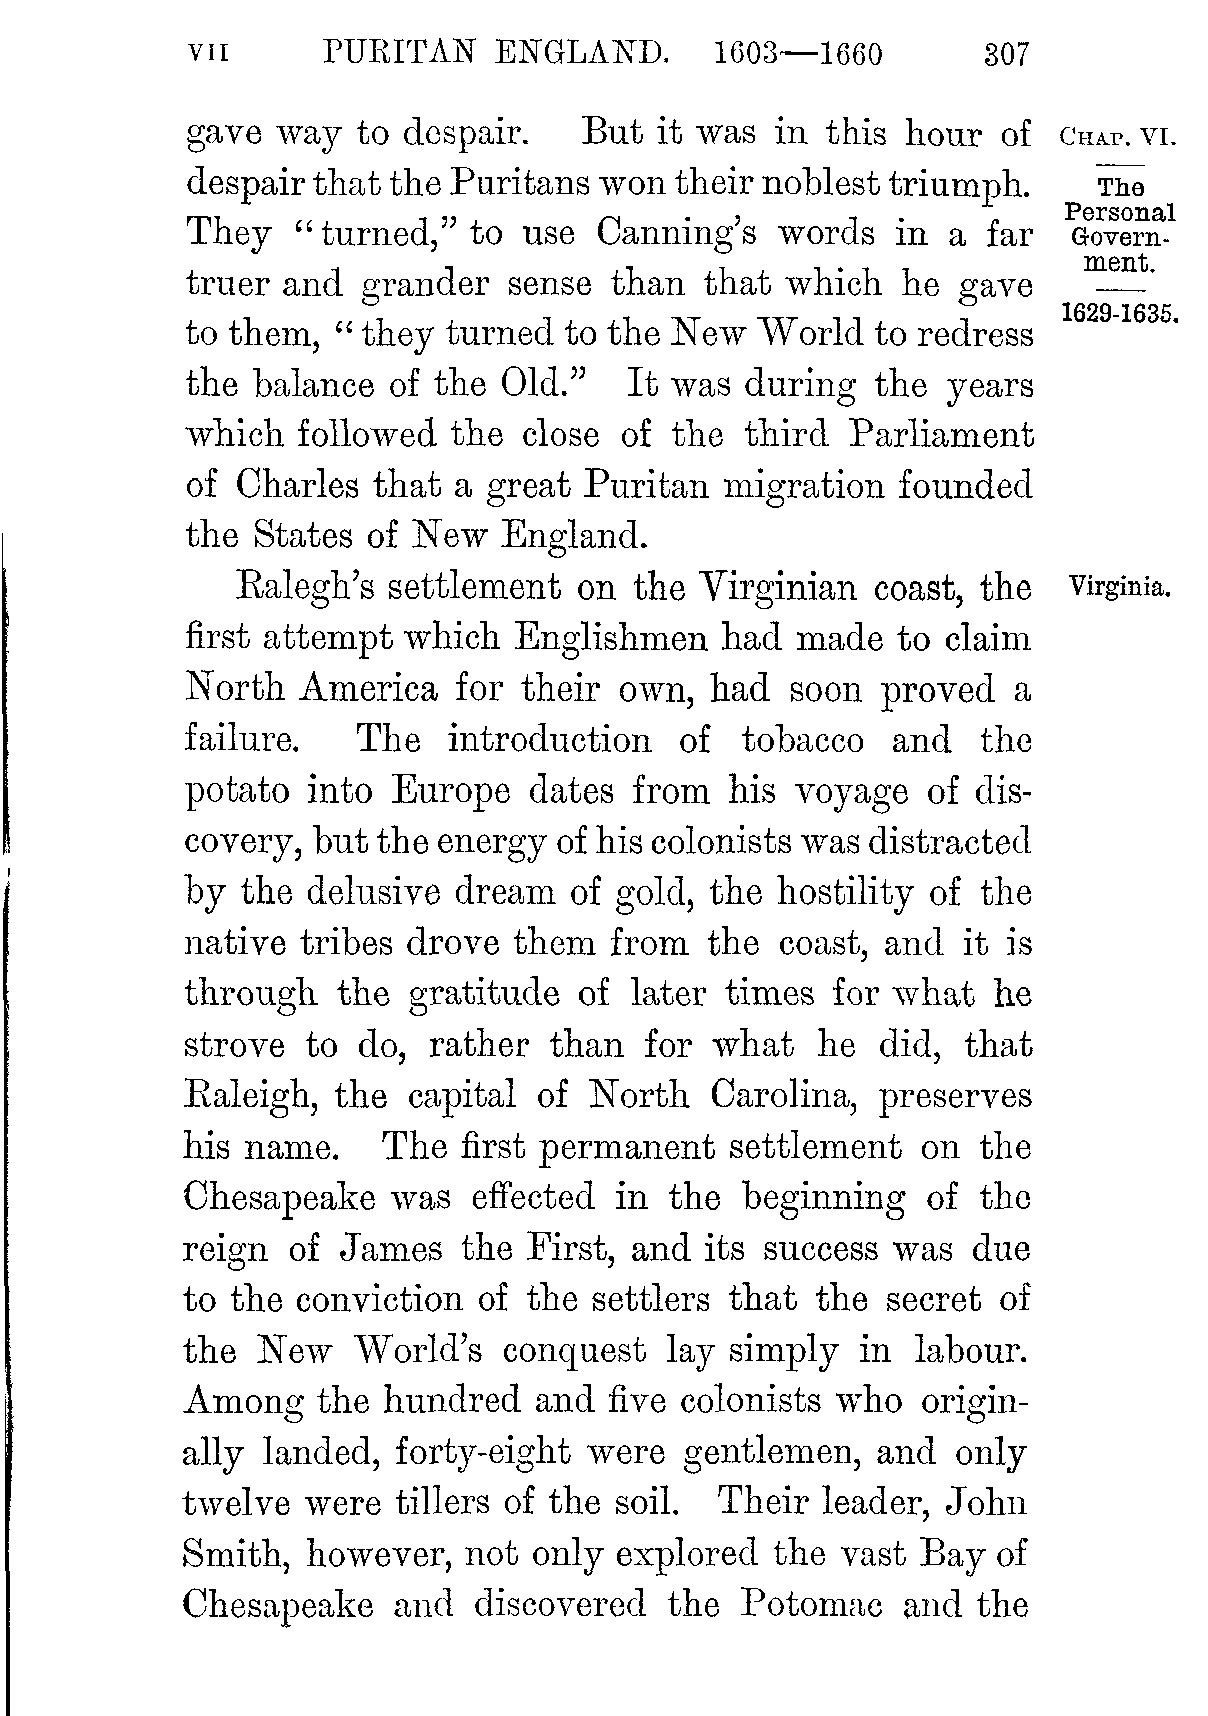 VII PURITAN ENGLAND. 1603—1660 307
gave way to despair. But it was in this hour of
despair that the Puritans won their noblest triumph.
They “turned,” to use Canning’s words in a far
truer and grander sense than that which he gave
to them, “they turned to the New World to redress
the balance of the Old.” It was during the years
which followed the close of the third Parliament
of Charles that a great Puritan migration founded
the States of New England.
CHAP. VI.
The
Personal
Govern-
ment.
1629-1635.
Ralegh’s settlement on the Virginian coast, the
first attempt which Englishmen had made to claim
North America for their own, had soon proved a
failure. The introduction of tobacco and the
potato into Europe dates from his voyage of dis-
covery, but the energy of his colonists was distracted
by the delusive dream of gold, the hostility of the
native tribes drove them from the coast, and it is
through the gratitude of later times for what he
strove to do, rather than for what he did, that
Raleigh, the capital of North Carolina, preserves
his name. The first permanent settlement on the
Chesapeake was effected in the beginning of the
reign of James the First, and its success was due
to the conviction of the settlers that the secret of
the New World’s conquest lay simply in labour.
Among the hundred and five colonists who origin-
ally landed, forty-eight were gentlemen, and only
twelve were tillers of the soil. Their leader, John
Smith, however, not only explored the vast Bay of
Chesapeake and discovered the Potomac and the
Virginia.